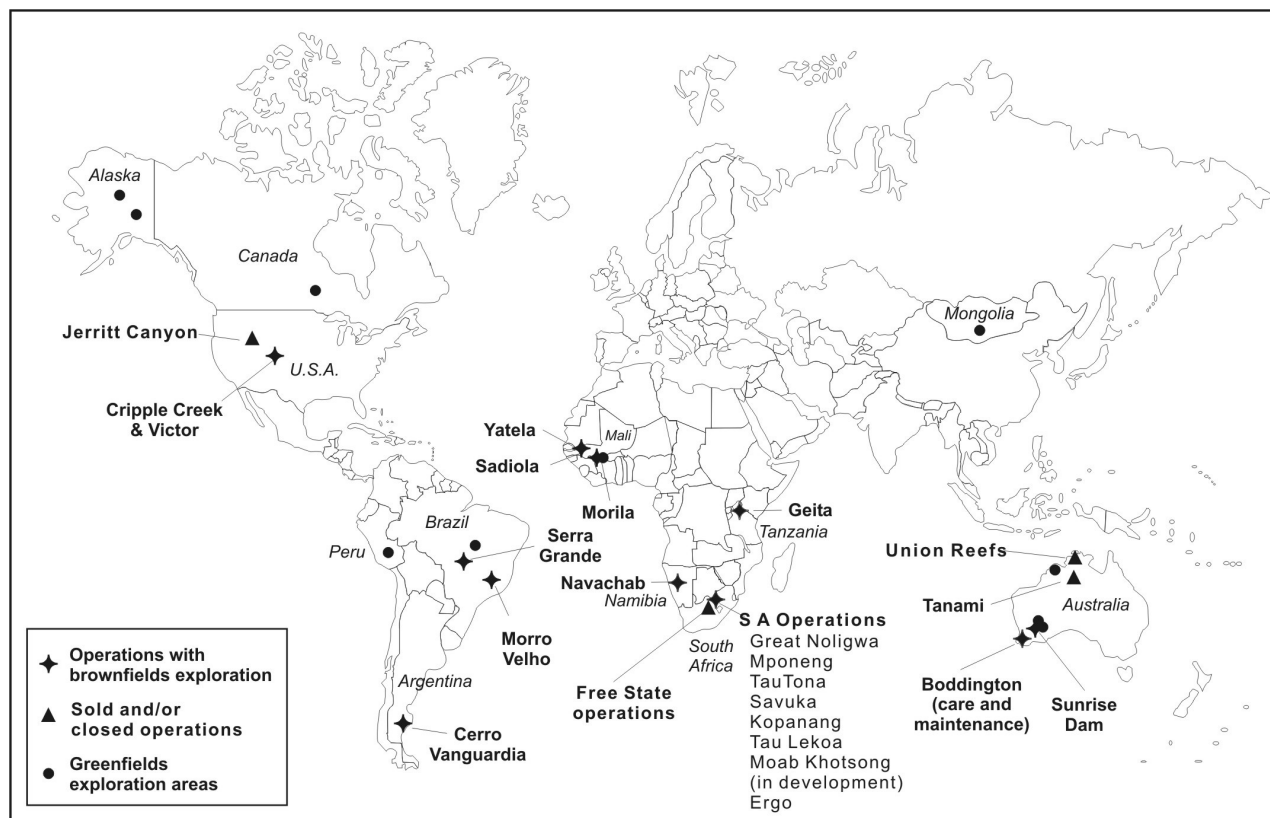 Alaska
Canada
Jerritt Canyon
U.S.A.
Cripple Creek
& Victor
Mongolia
Yatela
Mali
Sadiola
Morila
Geita
Tanzania
Brazil
Peru
Serra
Grande
Navachab
Namibia
Union Reefs
Tanami
Australia
Morro
Velho
Argentina
Cerro
Vanguardia
Free State
operations
South
Africa
S A Operations
Great Noligwa
Mponeng
TauTona
Savuka
Kopanang
Tau Lekoa
Moab Khotsong
(in development)
Ergo
Boddington
(care and
maintenance)
Sunrise
Dam
Operations with
brownfields exploration
Sold and/or
closed operations
Greenfields
exploration areas